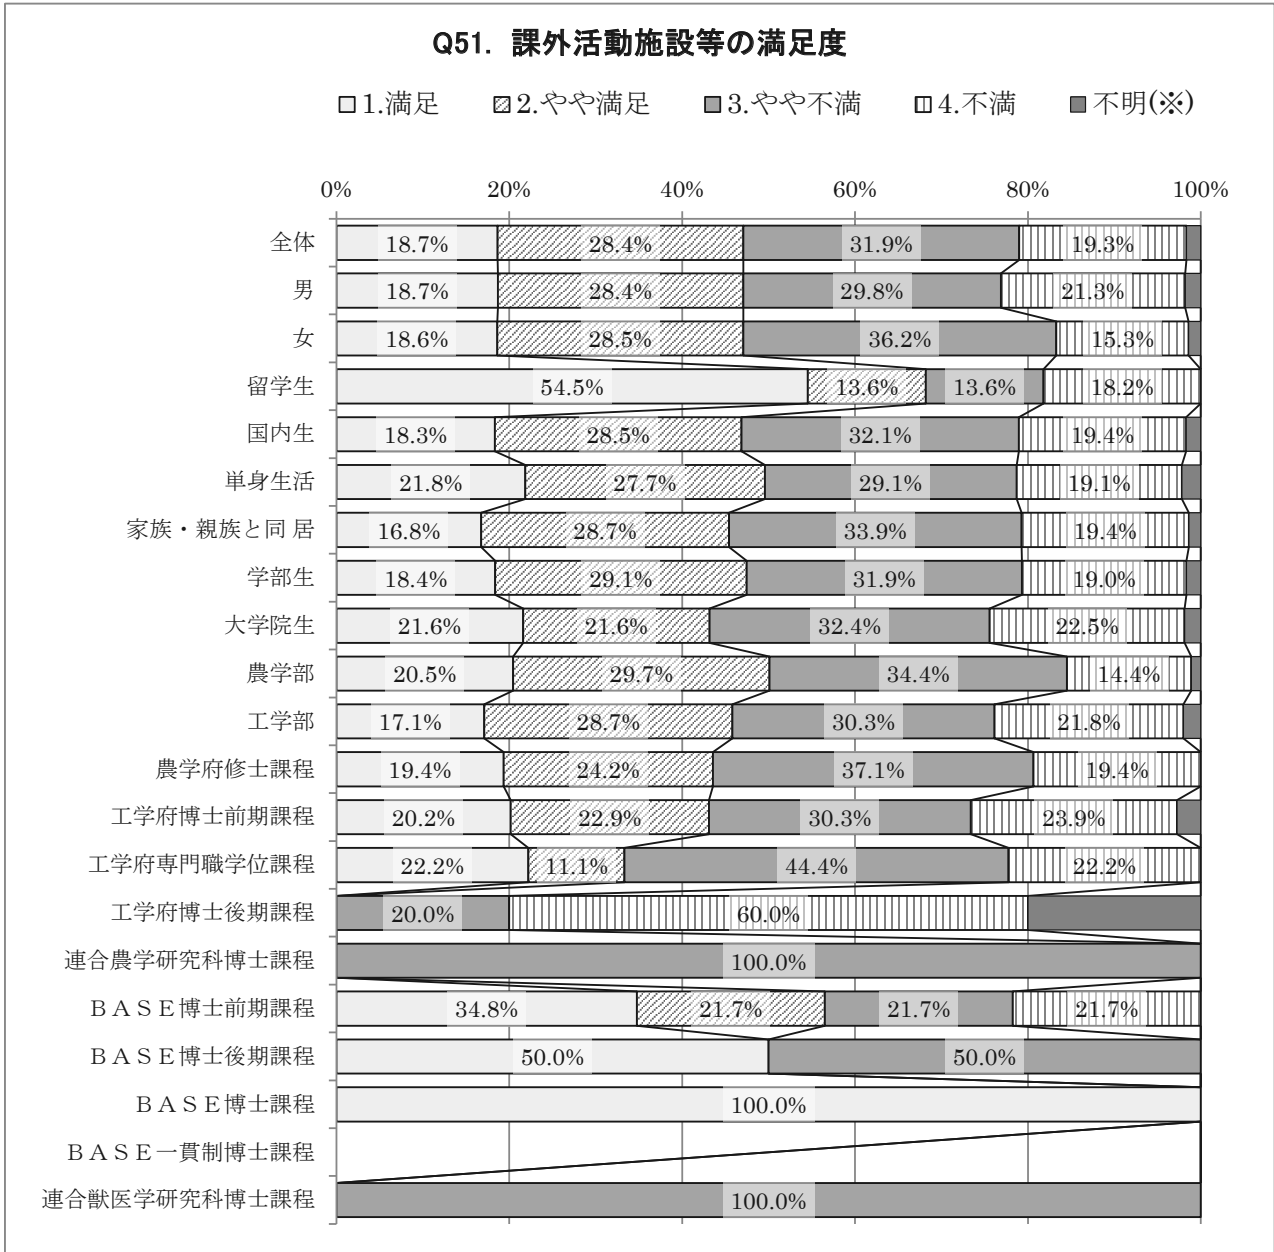 Q51. 課外活動施設等の満足度
1.満足 2.やや満足 3.やや不満 4.不満 不明(※)
0% 20% 40% 60% 80% 100%
全体 18.7% 28.4% 31.9% 19.3%
男 18.7% 28.4% 29.8% 21.3%
女 18.6% 28.5% 36.2% 15.3%
留学生 54.5% 13.6% 13.6% 18.2%
国内生 18.3% 28.5% 32.1% 19.4%
単身生活 21.8% 27.7% 29.1% 19.1%
家族・親族と同居 16.8% 28.7% 33.9% 19.4%
学部生 18.4% 29.1% 31.9% 19.0%
大学院生 21.6% 21.6% 32.4% 22.5%
農学部 20.5% 29.7% 34.4% 14.4%
工学部 17.1% 28.7% 30.3% 21.8%
農学府修士課程 19.4% 24.2% 37.1% 19.4%
工学府博士前期課程 20.2% 22.9% 30.3% 23.9%
工学府専門職学位課程 22.2% 11.1% 44.4% 22.2%
工学府博士後期課程 20.0% 60.0%
連合農学研究科博士課程 100.0%
ＢＡＳＥ博士前期課程 34.8% 21.7% 21.7% 21.7%
ＢＡＳＥ博士後期課程 50.0% 50.0%
ＢＡＳＥ博士課程 100.0%
ＢＡＳＥ一貫制博士課程
連合獣医学研究科博士課程 100.0%